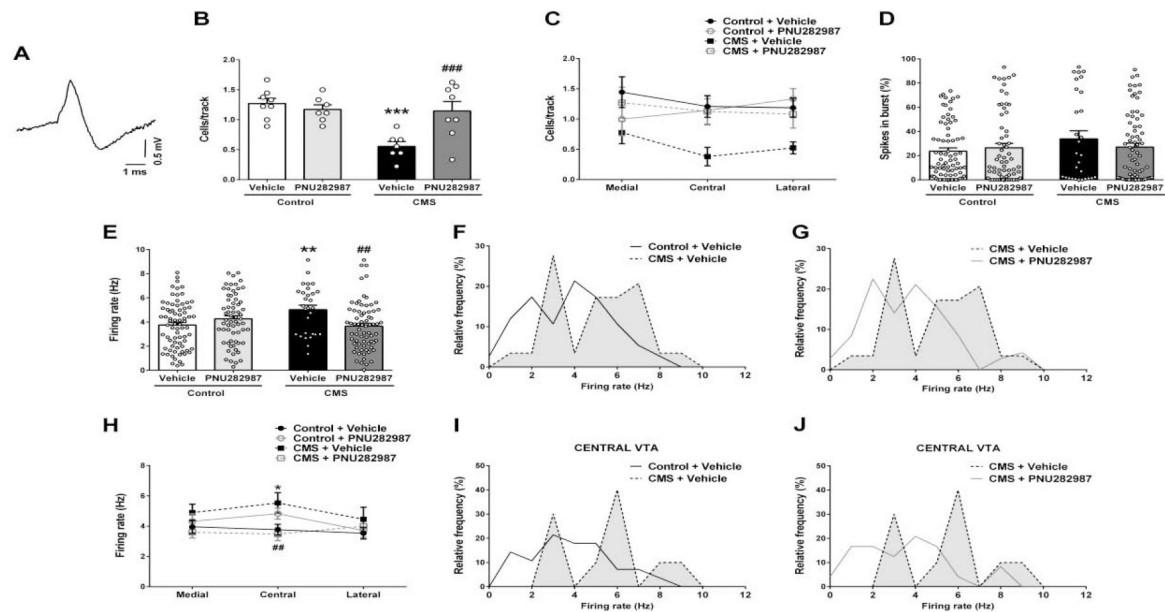 A
0.5 mV
1 ms
B
Cells/track
2.0
1.5
1.0
0.5
0.0
***
###
Vehicle PNU282987 Vehicle PNU282987
Control CMS
C
Control + Vehicle
Control + PNU282987
CMS + Vehicle
CMS + PNU282987
Cells/track
2.0
1.5
1.0
0.5
0.0
Medial Central Lateral
D
Spikes in burst (%)
100
80
60
40
20
0
Vehicle PNU282987 Vehicle PNU282987
Control CMS
E
Firing rate (Hz)
10
8
6
4
2
0
**
##
Vehicle PNU282987 Vehicle PNU282987
Control CMS
F
Control + Vehicle
CMS + Vehicle
Relative frequency (%)
30
20
10
0
0 2 4 6 8 10 12
Firing rate (Hz)
G
CMS + Vehicle
CMS + PNU282987
Relative frequency (%)
30
20
10
0
0 2 4 6 8 10 12
Firing rate (Hz)
H
Control + Vehicle
Control + PNU282987
CMS + Vehicle
CMS + PNU282987
Firing rate (Hz)
8
6
4
2
0
*
##
Medial Central Lateral
I
CENTRAL VTA
Control + Vehicle
CMS + Vehicle
Relative frequency (%)
50
40
30
20
10
0
0 2 4 6 8 10 12
Firing rate (Hz)
J
CENTRAL VTA
CMS + Vehicle
CMS + PNU282987
Relative frequency (%)
50
40
30
20
10
0
0 2 4 6 8 10 12
Firing rate (Hz)